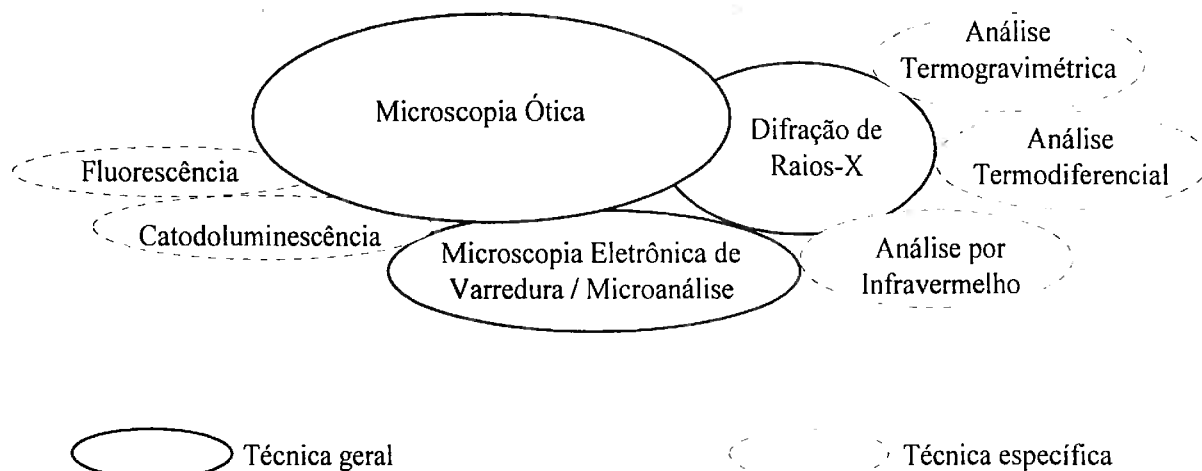 Análise
Termogravimétrica
Microscopia Ótica
Difração de
Raios-X
Análise
Termodiferencial
Fluorescência
Catodoluminescência
Microscopia Eletrônica de
Varredura / Microanálise
Análise por
Infravermelho
Técnica geral
Técnica específica